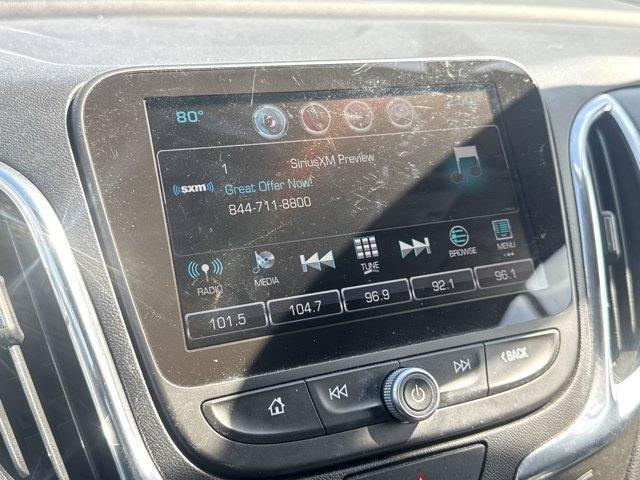 80°
1 SiriusXM Preview
((sxm)) Great Offer Now!
844-711-8800
RADIO MEDIA TUNE BROWSE MENU
101.5 104.7 96.9 92.1 96.1
BACK